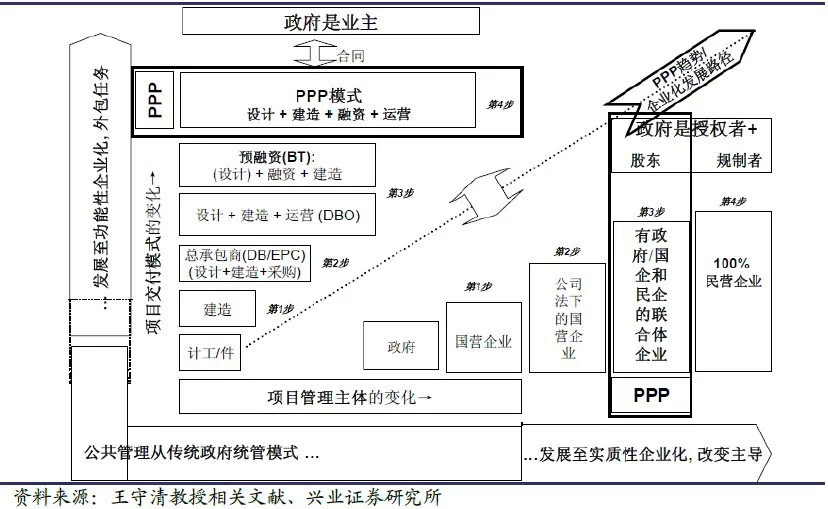 政府是业主
合同
PPP
PPP模式
设计 + 建造 + 融资 + 运营
第4步
PPP趋势/
企业化发展路径
... 发展至功能性企业化, 外包任务
项目交付模式的变化→
预融资(BT):
(设计) + 融资 + 建造
第3步
设计 + 建造 + 运营 (DBO)
总承包商(DB/EPC)
(设计+建造+采购)
第2步
建造
第1步
计工/件
政府是授权者+
股东
规制者
政府
第1步
国营企业
第2步
公司
法下
的国
营企
业
第3步
有政
府/国
企和
民企
的联
合体
企业
PPP
第4步
100%
民营企业
项目管理主体的变化→
公共管理从传统政府统管模式 ...
...发展至实质性企业化, 改变主导
资料来源：王守清教授相关文献、兴业证券研究所